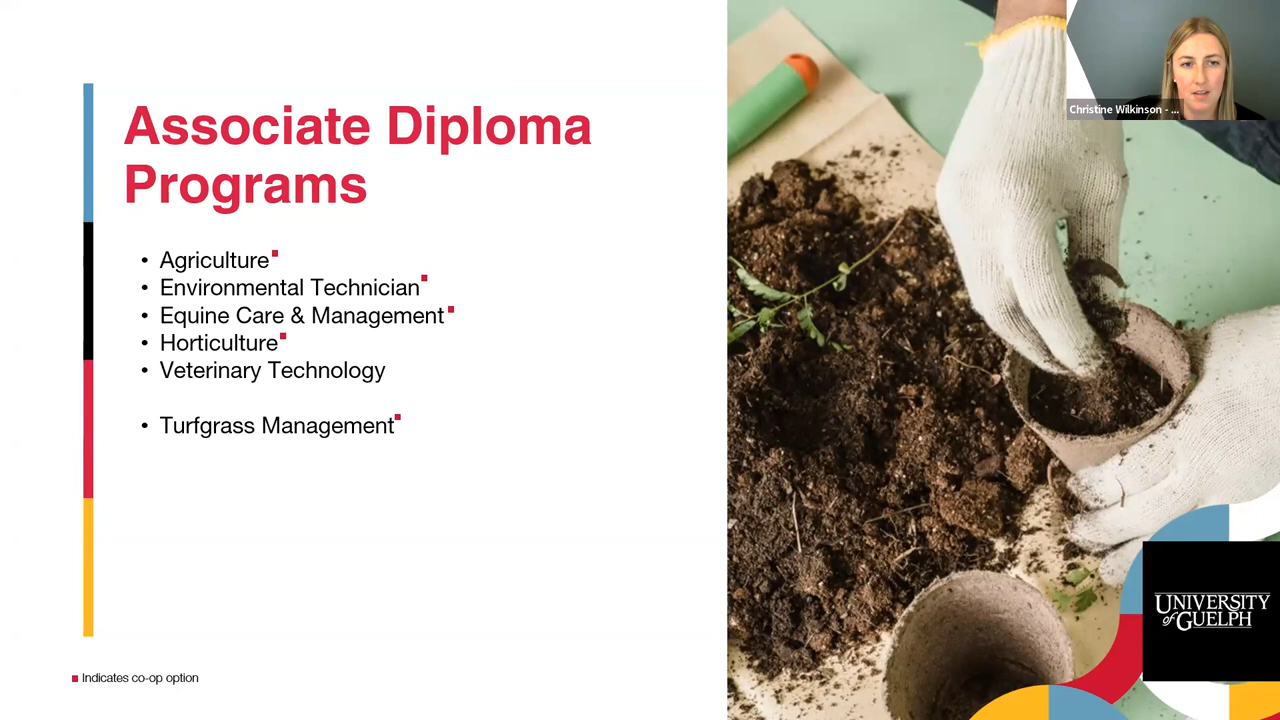 Associate Diploma
Programs
• Agriculture
• Environmental Technician
• Equine Care & Management
• Horticulture
• Veterinary Technology
• Turfgrass Management
Indicates co-op option
Christine Wilkinson - ...
UNIVERSITY
of GUELPH